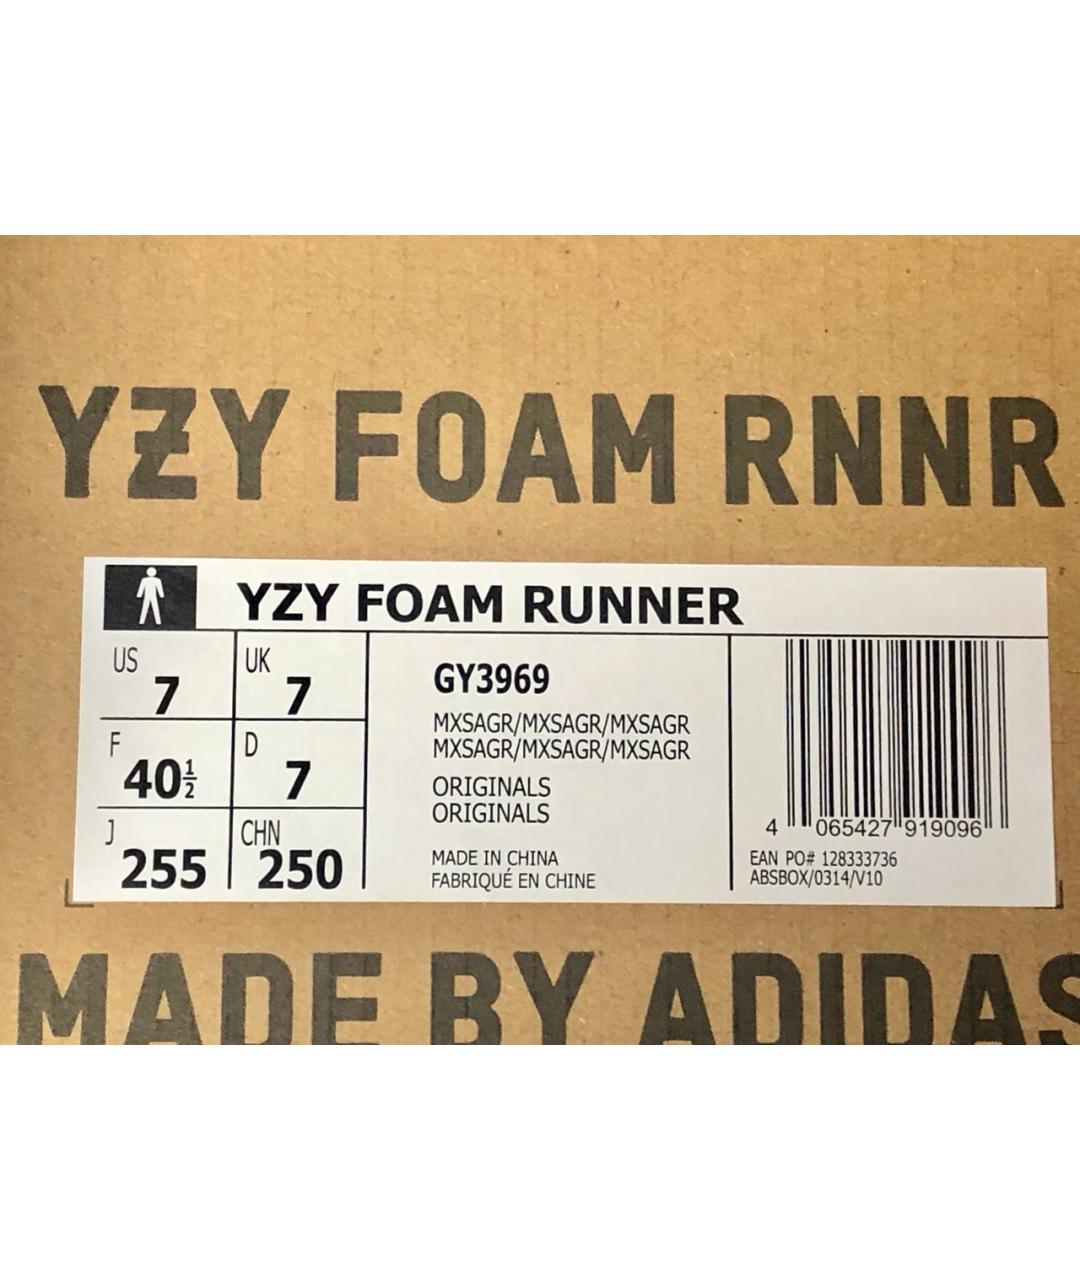 YZY FOAM RNNR
YZY FOAM RUNNER
US 7
UK 7
F 40½
D 7
J 255
CHN 250
GY3969
MXSAGR/MXSAGR/MXSAGR
MXSAGR/MXSAGR/MXSAGR
ORIGINALS
ORIGINALS
MADE IN CHINA
FABRIQUÉ EN CHINE
4 065427 919096
EAN PO# 128333736
ABSBOX/0314/V10
MADE BY ADIDAS